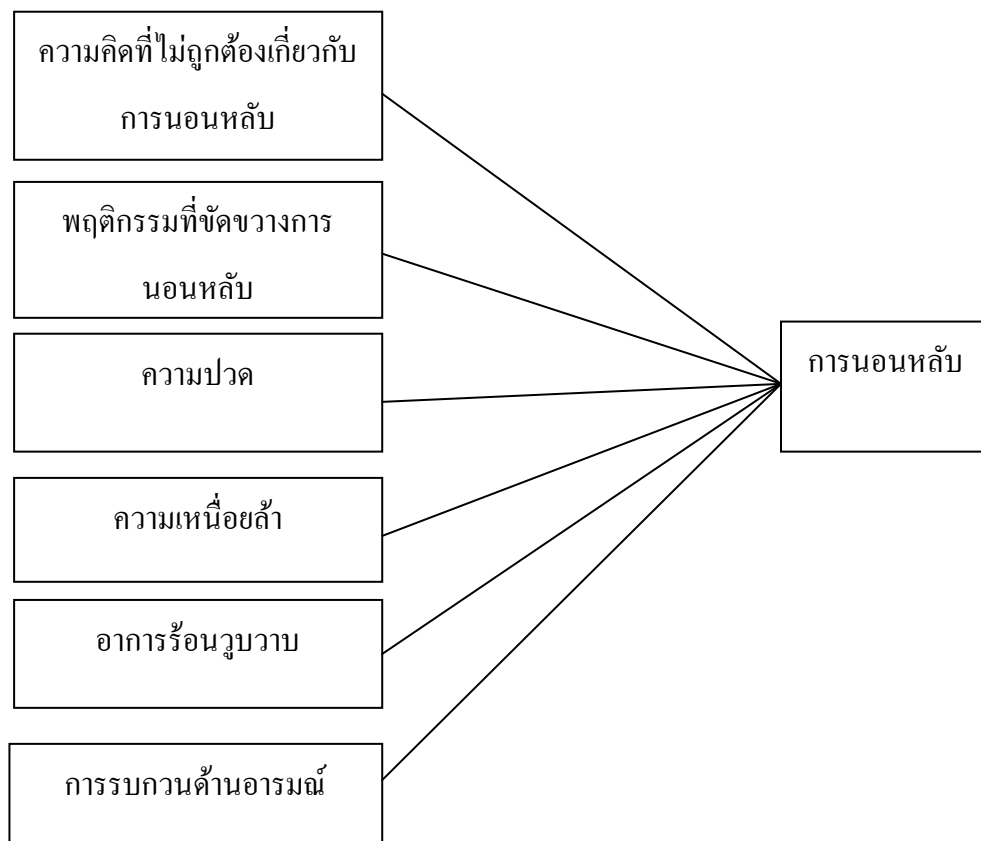 ความคิดที่ไม่ถูกต้องเกี่ยวกับ
การนอนหลับ
พฤติกรรมที่ขัดขวางการ
นอนหลับ
ความปวด
ความเหนื่อยล้า
อาการร้อนวูบวาบ
การรบกวนด้านอารมณ์
การนอนหลับ